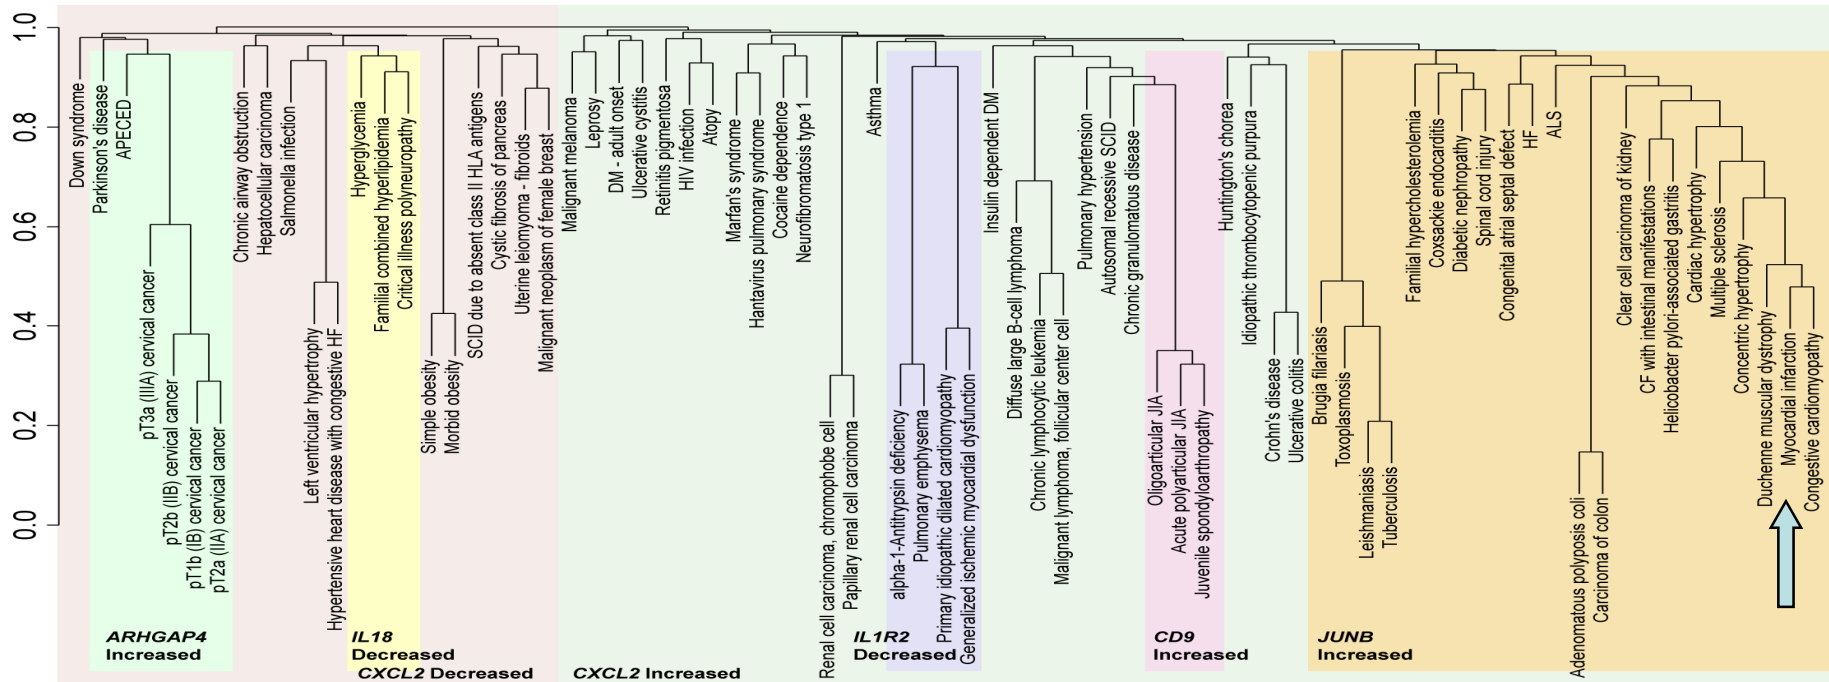 1.0
0.8
0.6
0.4
0.2
0.0
Down syndrome
Parkinson's disease
APECED
pT3a (IIA) cervical cancer
pT2b (IIB) cervical cancer
pT1b (IB) cervical cancer
pT2a (IIA) cervical cancer
Chronic airway obstruction
Hepatocellular carcinoma
Salmonella infection
Left ventricular hypertrophy
Hypertensive heart disease with congestive HF
Hyperglycemia
Familial combined hyperlipidemia
Critical illness polyneuropathy
Simple obesity
Morbid obesity
SCID due to absent class II HLA antigens
Cystic fibrosis of pancreas
Uterine leiomyoma - fibroids
Malignant neoplasm of female breast
Malignant melanoma
Leprosy
DM - adult onset
Ulcerative cystitis
Retinitis pigmentosa
HIV infection
Atopy
Marfan's syndrome
Hantavirus pulmonary syndrome
Cocaine dependence
Neurofibromatosis type 1
Renal cell carcinoma, chromophobe cell
Papillary renal cell carcinoma
Asthma
alpha-1-Antitrypsin deficiency
Pulmonary emphysema
Primary idiopathic dilated cardiomyopathy
Generalized ischemic myocardial dysfunction
Insulin dependent DM
Diffuse large B-cell lymphoma
Chronic lymphocytic leukemia
Malignant lymphoma, follicular center cell
Pulmonary hypertension
Autosomal recessive SCID
Chronic granulomatous disease
Oligoarticular JIA
Acute polyarticular JIA
Juvenile spondyloarthropathy
Huntington's chorea
Idiopathic thrombocytopenic purpura
Crohn's disease
Ulcerative colitis
Brugia filariasis
Toxoplasmosis
Leishmaniasis
Tuberculosis
Familial hypercholesterolemia
Coxsackie endocarditis
Diabetic nephropathy
Spinal cord injury
Congenital atrial septal defect
HF
ALS
Adenomatous polyposis coli
Carcinoma of colon
Clear cell carcinoma of kidney
CF with intestinal manifestations
Helicobacter pylori-associated gastritis
Cardiac hypertrophy
Multiple sclerosis
Concentric hypertrophy
Duchenne muscular dystrophy
Myocardial infarction
Congestive cardiomyopathy
ARHGAP4
Increased
IL18
Decreased
CXCL2 Decreased
CXCL2 Increased
IL1R2
Decreased
CD9
Increased
JUNB
Increased